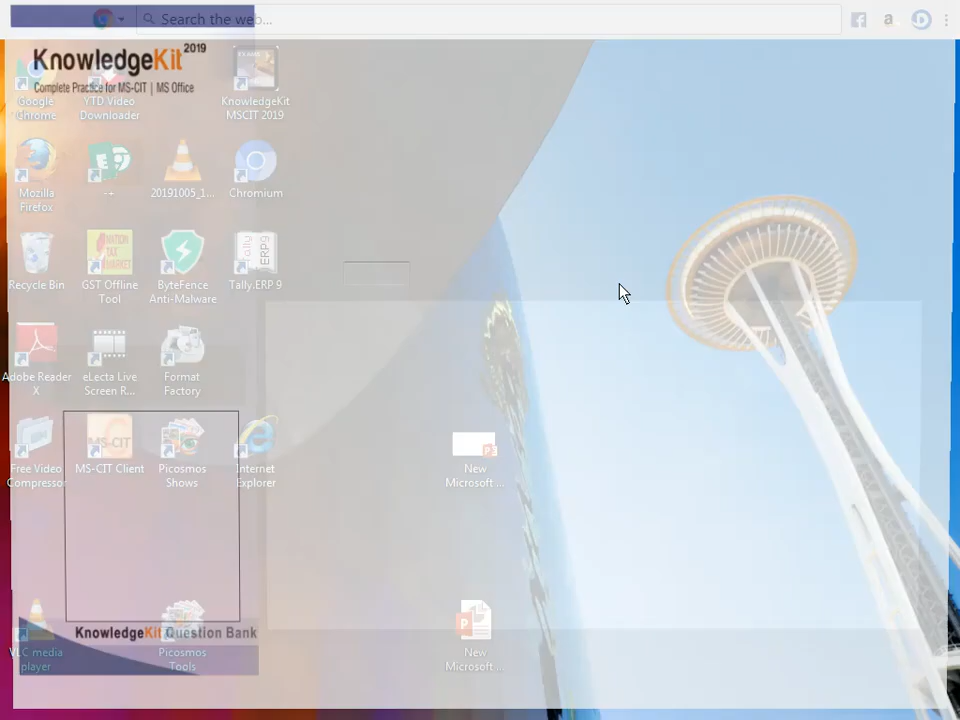 Search the web...
KnowledgeKit 2019
Complete Practice for MS-CIT | MS Office
Google
Chrome
YTD Video
Downloader
KnowledgeKit
MSCIT 2019
Mozilla
Firefox
20191005_1...
Chromium
Recycle Bin
GST Offline
Tool
ByteFence
Anti-Malware
Tally.ERP 9
Adobe Reader
X
eLecta Live
Screen R...
Format
Factory
Free Video
Compressor
MS-CIT
MS-CIT Client
Picosmos
Shows
Internet
Explorer
New
Microsoft ...
KnowledgeKit Question Bank
VLC media
player
Picosmos
Tools
New
Microsoft ...